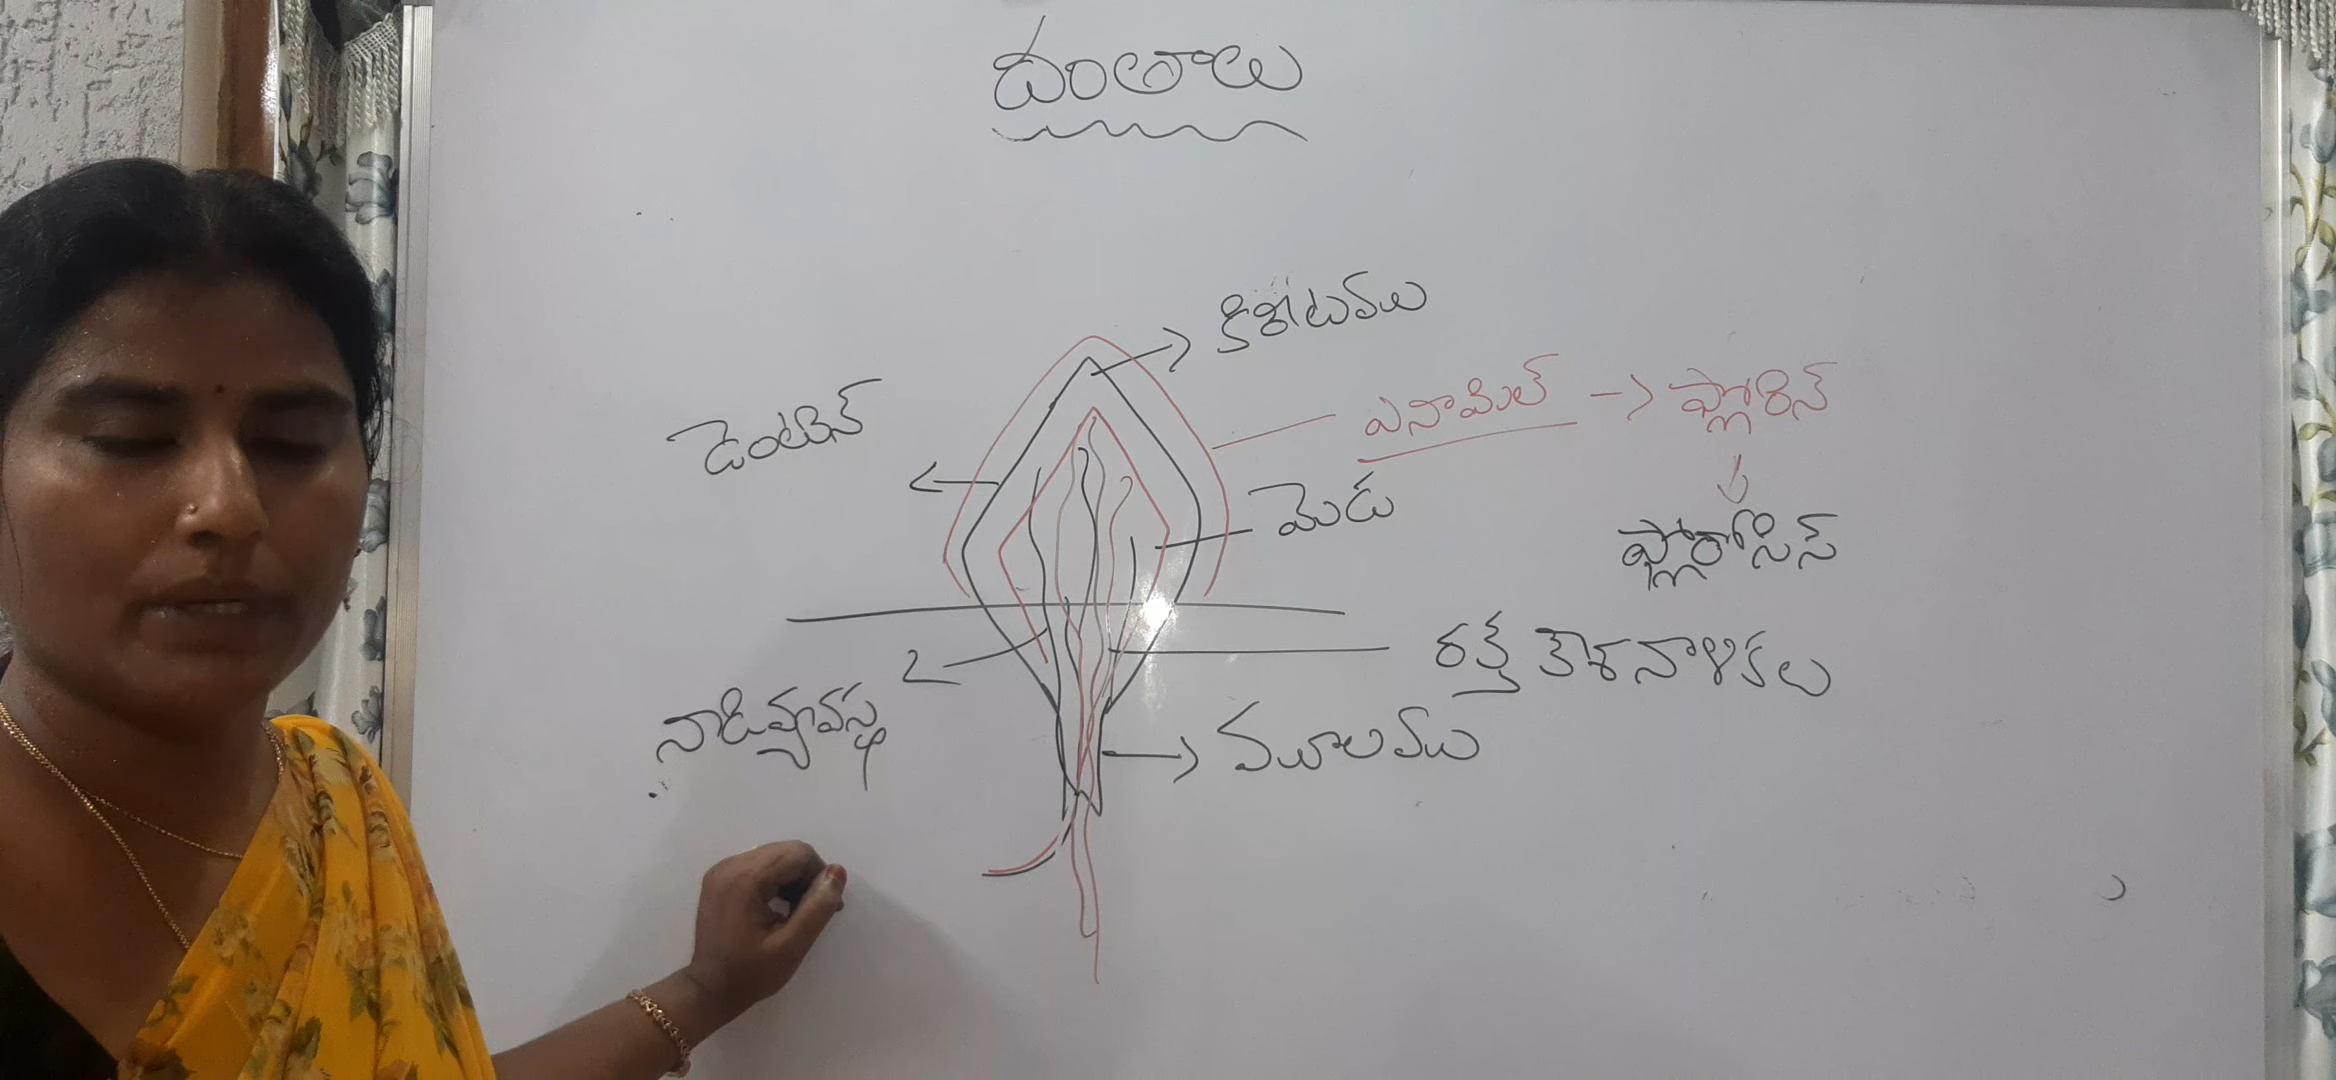 దంతాలు
కిరీటము
ఎనామిల్ -> ఫ్లోరిన్
డెంటిన్
మెడ
ఫ్లోరోసిస్
రక్త కేశనాళికలు
నాడీవ్యవస్థ
మూలము